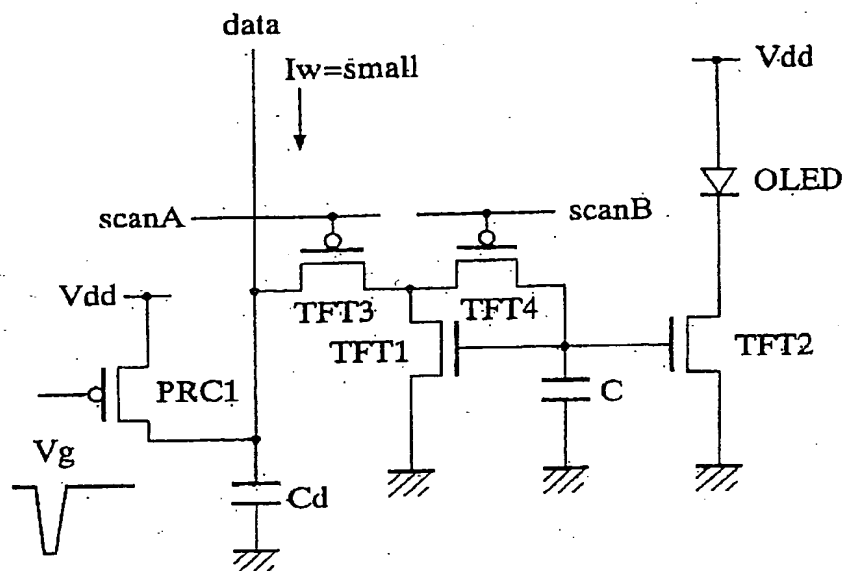 data
Iw=small
Vdd
OLED
scanA
scanB
Vdd
TFT3
TFT4
TFT1
TFT2
PRC1
C
Vg
Cd